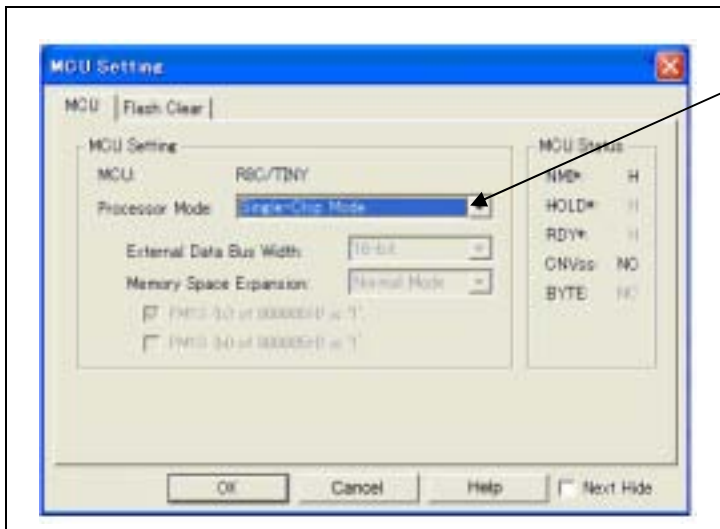 MCU Setting
MCU
Flash Clear
MCU Setting
MCU: R8C/TINY
Processor Mode: Single-Chip Mode
External Data Bus Width: 16-bit
Memory Space Expansion: Normal Mode
MCU Status
NMI* H
HOLD* H
RDY* H
CNVss NC
BYTE NC
OK
Cancel
Help
Next Hide